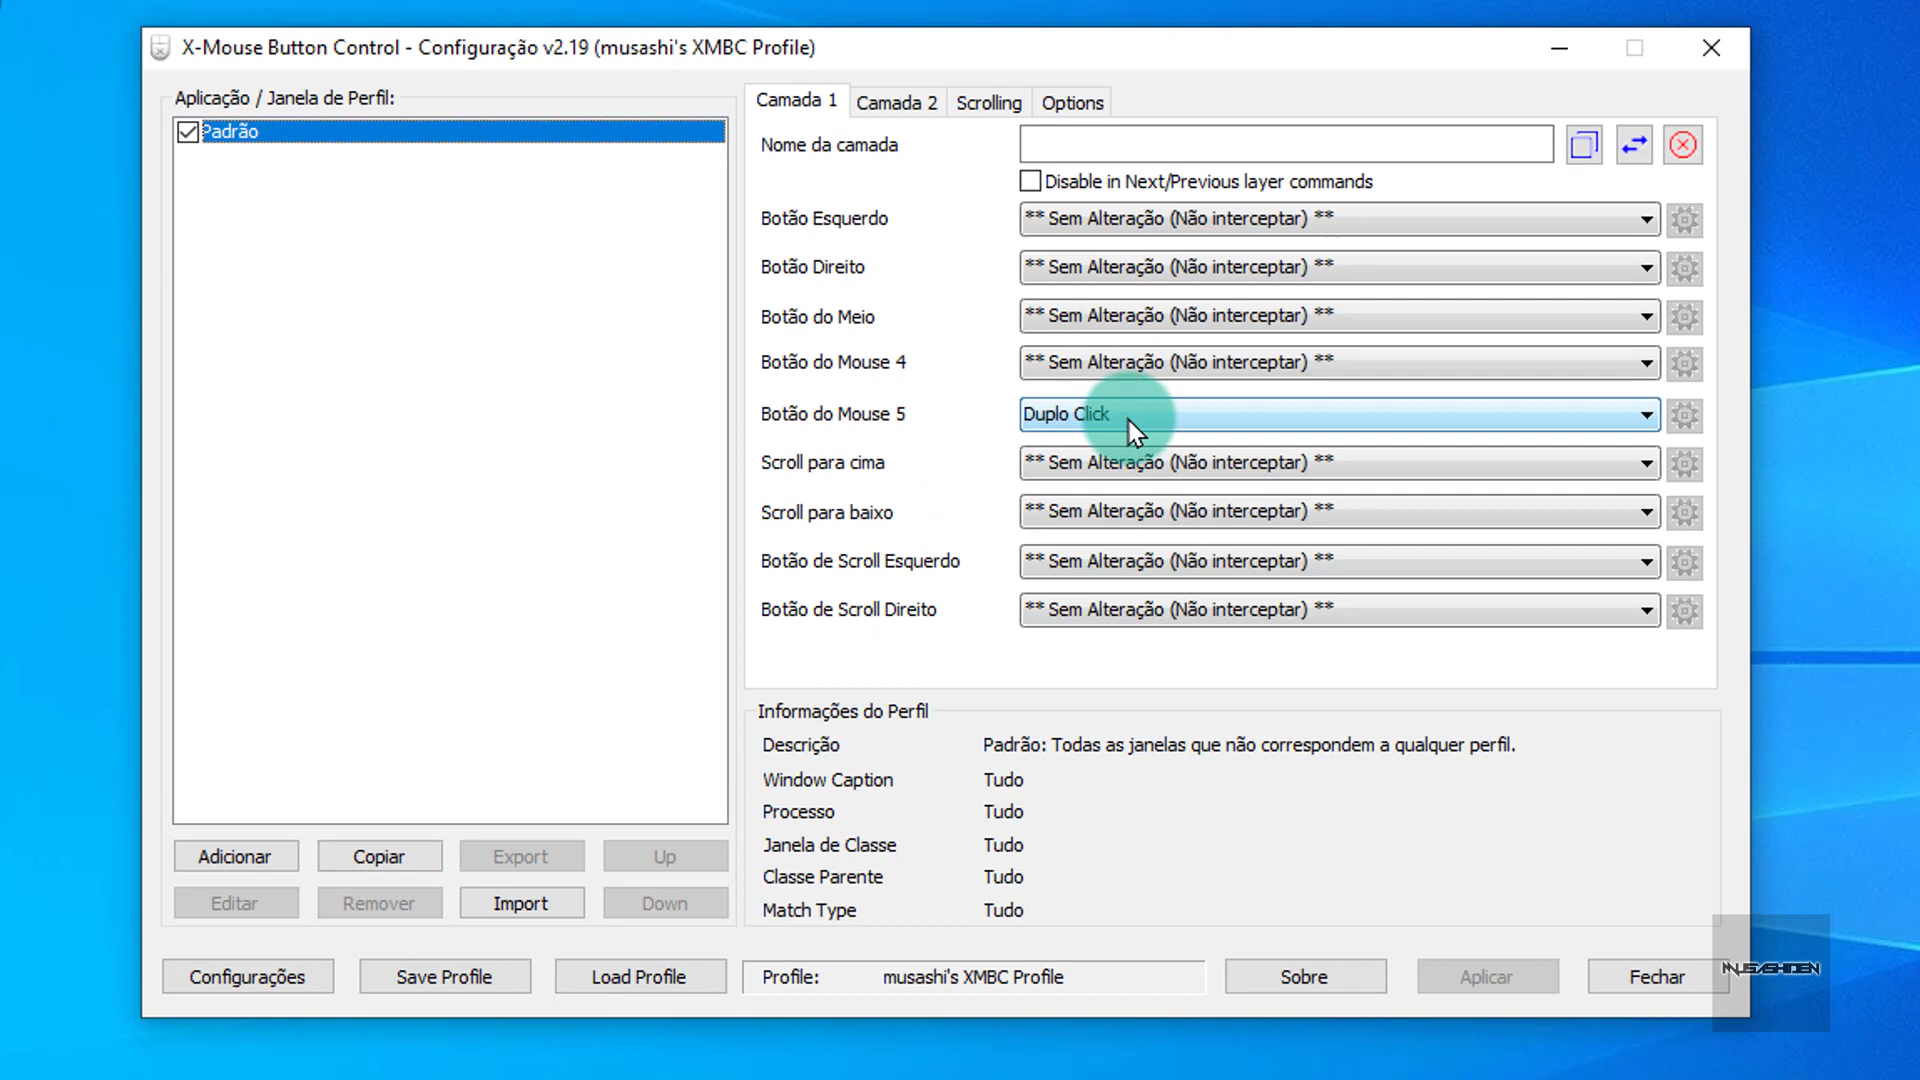 X-Mouse Button Control - Configuração v2.19 (musashi's XMBC Profile)
Aplicação / Janela de Perfil:
Padrão
Camada 1
Camada 2
Scrolling
Options
Nome da camada
Disable in Next/Previous layer commands
Botão Esquerdo
** Sem Alteração (Não interceptar) **
Botão Direito
** Sem Alteração (Não interceptar) **
Botão do Meio
** Sem Alteração (Não interceptar) **
Botão do Mouse 4
** Sem Alteração (Não interceptar) **
Botão do Mouse 5
Duplo Click
Scroll para cima
** Sem Alteração (Não interceptar) **
Scroll para baixo
** Sem Alteração (Não interceptar) **
Botão de Scroll Esquerdo
** Sem Alteração (Não interceptar) **
Botão de Scroll Direito
** Sem Alteração (Não interceptar) **
Informações do Perfil
Descrição
Padrão: Todas as janelas que não correspondem a qualquer perfil.
Window Caption
Tudo
Processo
Tudo
Janela de Classe
Tudo
Classe Parente
Tudo
Match Type
Tudo
Adicionar
Copiar
Export
Up
Editar
Remover
Import
Down
Configurações
Save Profile
Load Profile
Profile:
musashi's XMBC Profile
Sobre
Aplicar
Fechar
MUSASHIDEN